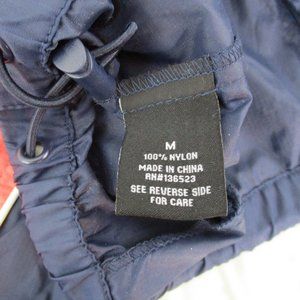 M
100% NYLON
MADE IN CHINA
RN#136523
SEE REVERSE SIDE
FOR CARE